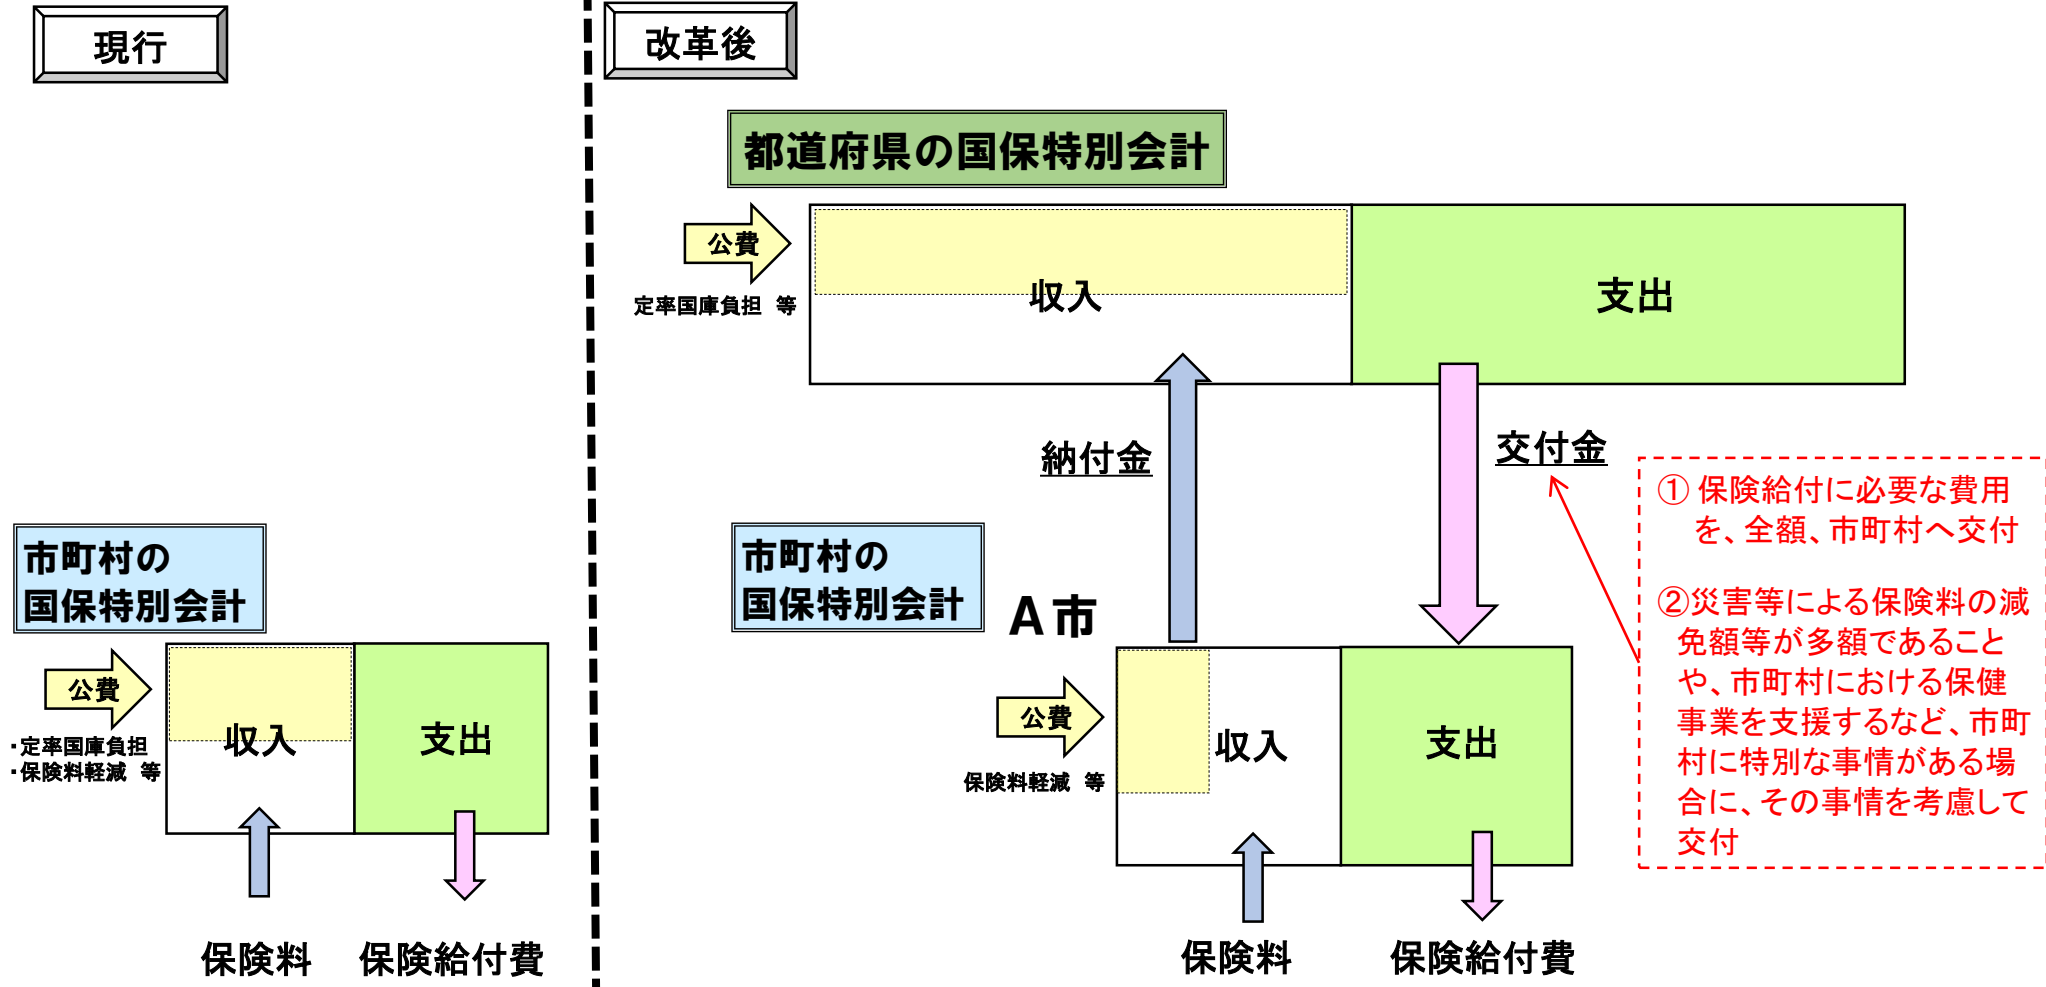 現行
市町村の
国保特別会計
公費
・定率国庫負担
・保険料軽減　等
収入
支出
保険料
保険給付費
改革後
都道府県の国保特別会計
公費
定率国庫負担　等
収入
支出
納付金
交付金
市町村の
国保特別会計
A市
公費
保険料軽減　等
収入
支出
保険料
保険給付費
① 保険給付に必要な費用
を、全額、市町村へ交付
②災害等による保険料の減
免額等が多額であること
や、市町村における保健
事業を支援するなど、市町
村に特別な事情がある場
合に、その事情を考慮して
交付